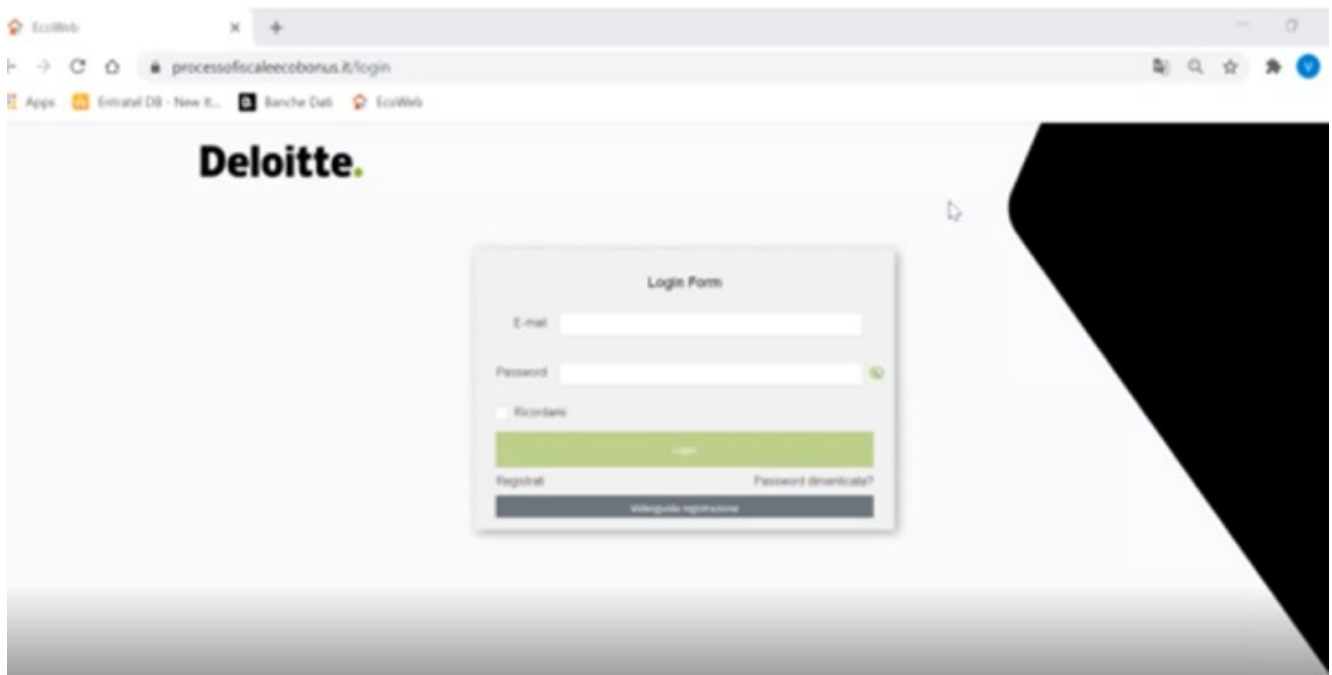 EcoWeb
processofiscaleecobonus.it/login
Apps Entratel DB - New It... Banche Dati EcoWeb
Deloitte.
Login Form
E-mail
Password
Ricordami
Login
Registrati Password dimenticata?
Videoguida registrazione